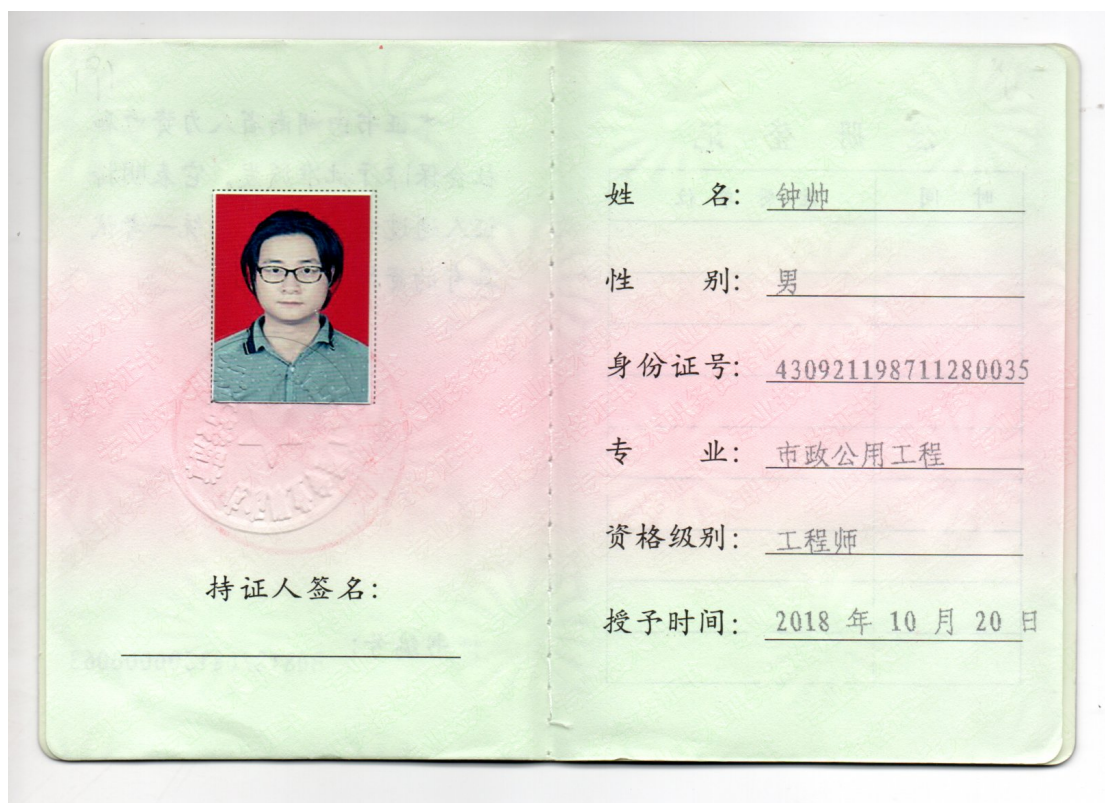 持证人签名：
姓 名： 钟帅
性 别： 男
身份证号： 430921198711280035
专 业： 市政公用工程
资格级别： 工程师
授予时间： 2018 年 10 月 20 日